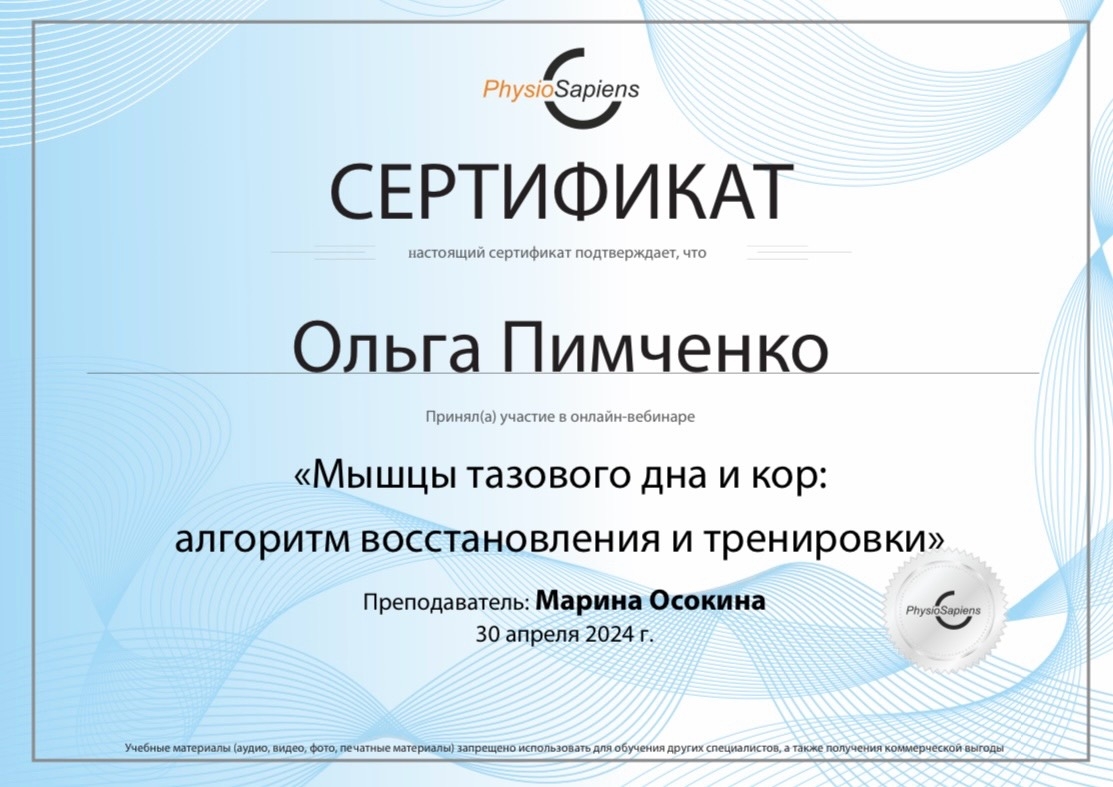 PhysioSapiens
СЕРТИФИКАТ
настоящий сертификат подтверждает, что
Ольга Пимченко
Принял(а) участие в онлайн-вебинаре
«Мышцы тазового дна и кор:
алгоритм восстановления и тренировки»
PhysioSapiens
Преподаватель: Марина Осокина
30 апреля 2024 г.
Учебные материалы (аудио, видео, фото, печатные материалы) запрещено использовать для обучения других специалистов, а также получения коммерческой выгоды